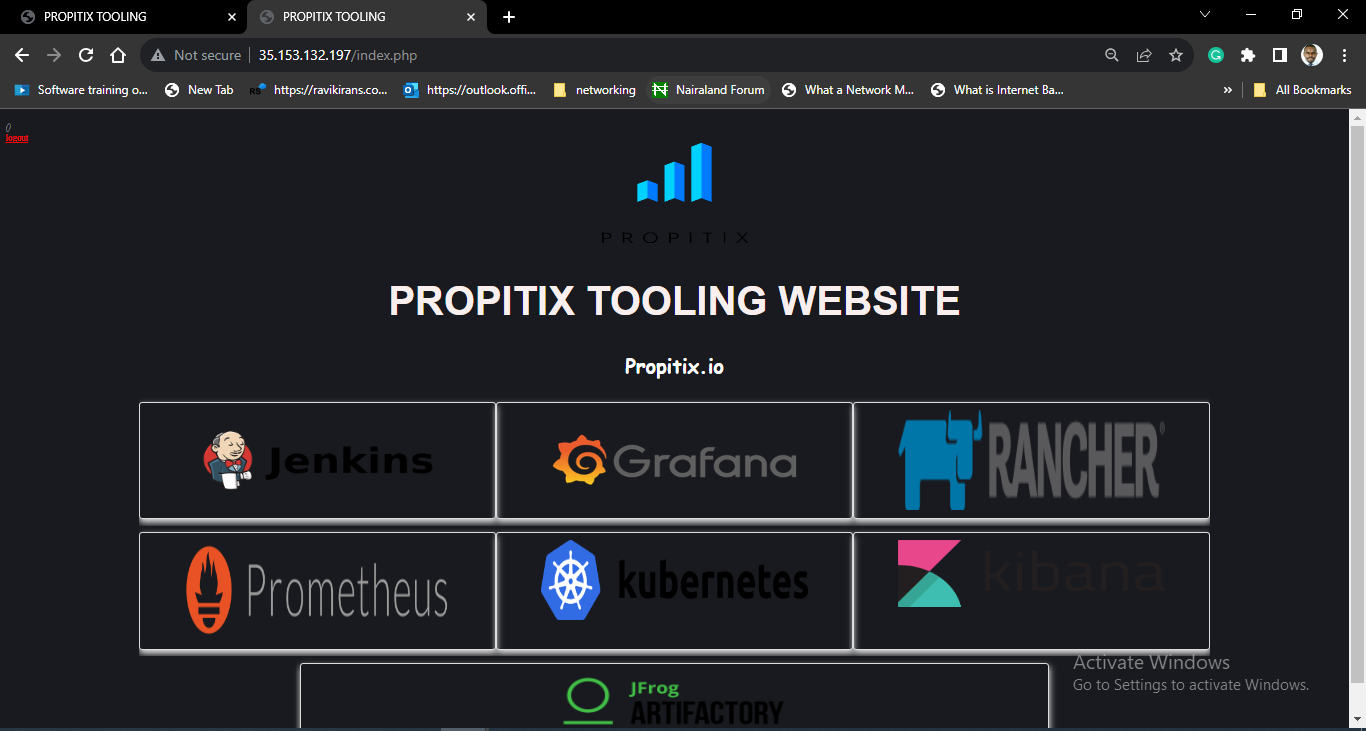 PROPITIX TOOLING
PROPITIX TOOLING
Not secure 35.153.132.197/index.php
Software training o... New Tab RS https://ravikirans.co... https://outlook.offi... networking Nairaland Forum What a Network M... What is Internet Ba... » All Bookmarks
()
logout
PROPITIX
PROPITIX TOOLING WEBSITE
Propitix.io
Jenkins
Grafana
RANCHER®
Prometheus
kubernetes
kibana
JFrog
ARTIFACTORY
Activate Windows
Go to Settings to activate Windows.